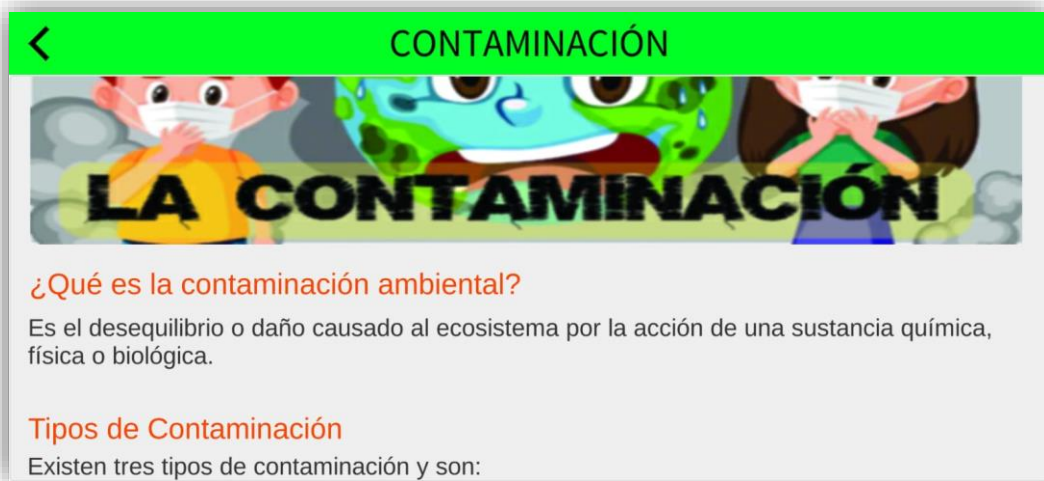 CONTAMINACIÓN
LA CONTAMINACIÓN
¿Qué es la contaminación ambiental?
Es el desequilibrio o daño causado al ecosistema por la acción de una sustancia química,
física o biológica.
Tipos de Contaminación
Existen tres tipos de contaminación y son: